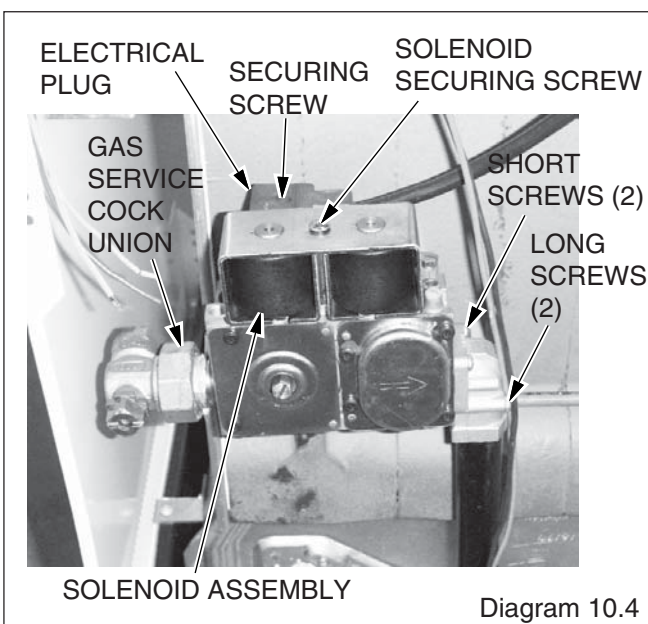 ELECTRICAL
PLUG
SECURING
SCREW
SOLENOID
SECURING SCREW
GAS
SERVICE
COCK
UNION
SHORT
SCREWS (2)
LONG
SCREWS
(2)
SOLENOID ASSEMBLY
Diagram 10.4